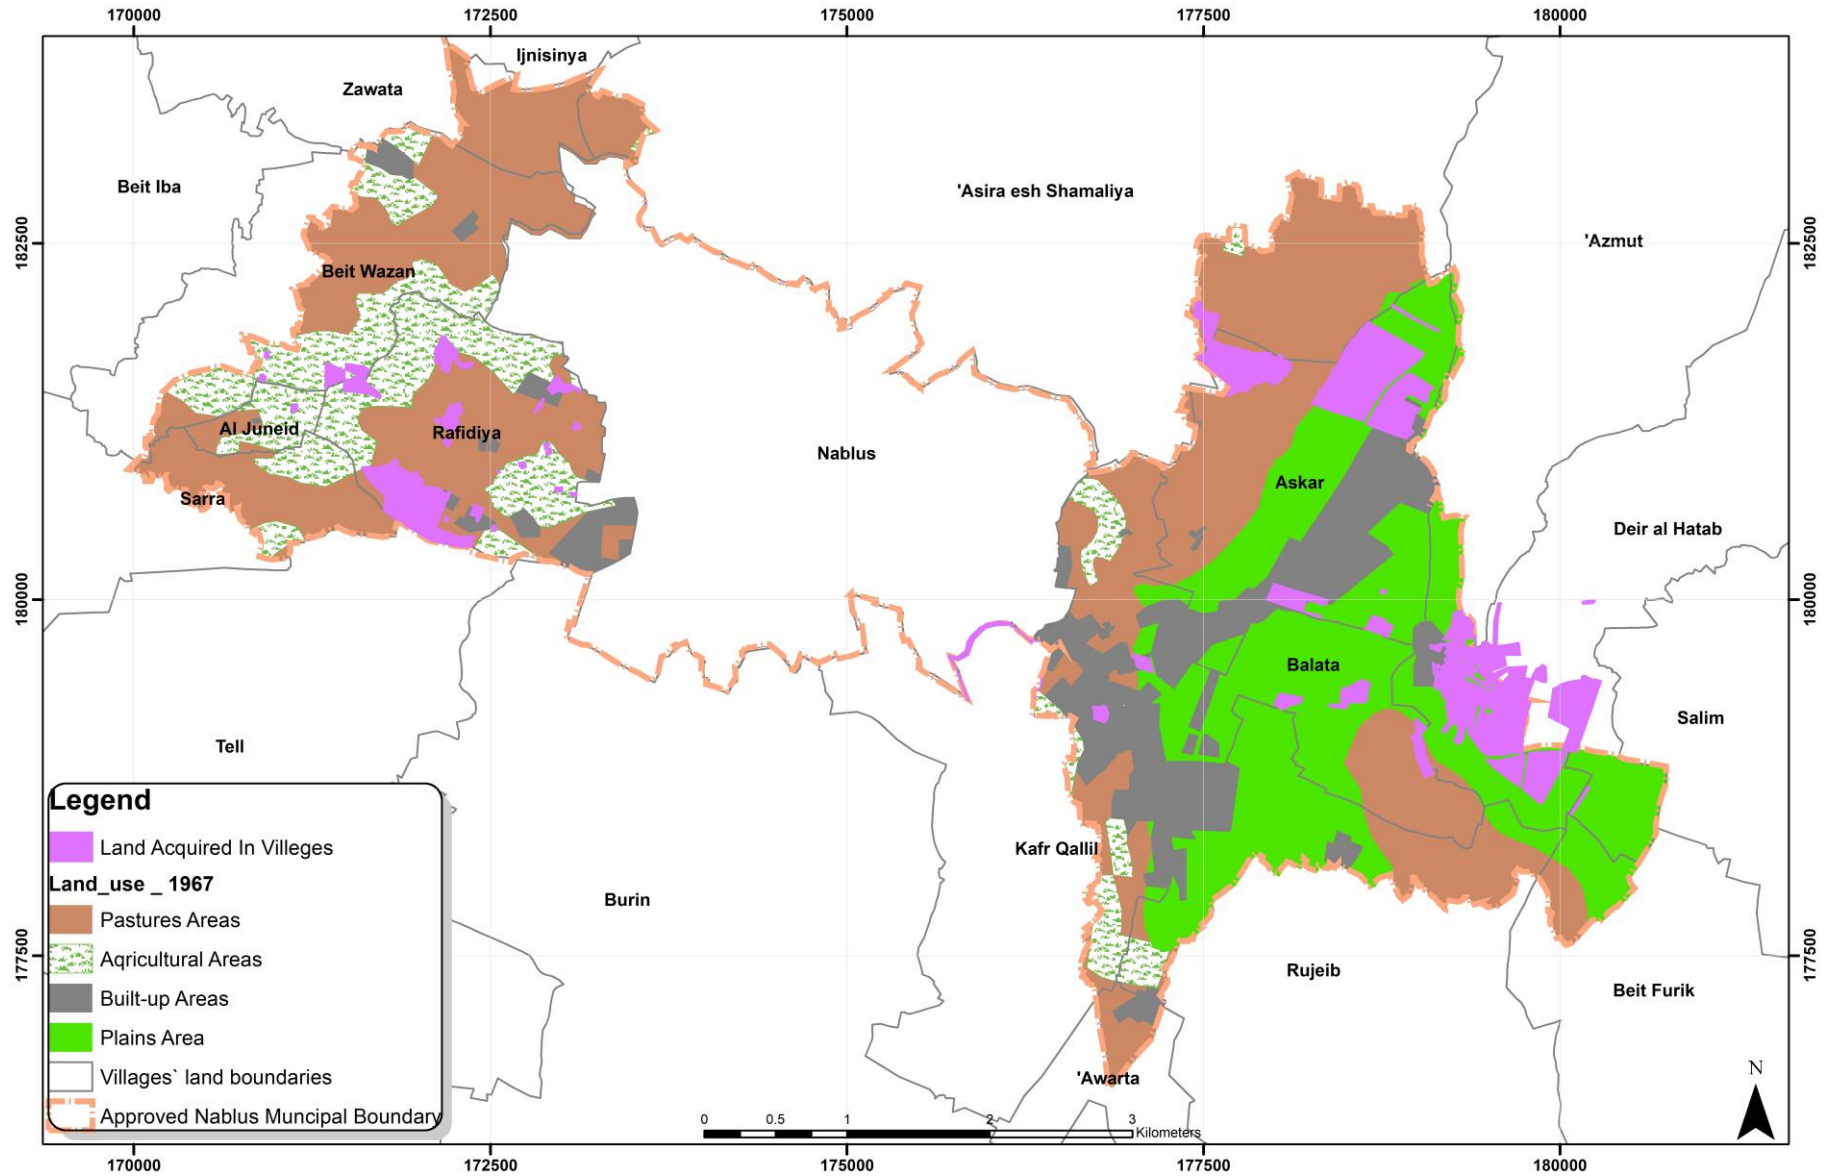 170000
172500
175000
177500
180000
Ijnisinya
Zawata
Beit Iba
'Asira esh Shamaliya
182500
'Azmut
182500
Beit Wazan
Al Juneid
Rafidiya
Nablus
Askar
Sarra
Deir al Hatab
180000
180000
Balata
Tell
Salim
Kafr Qallil
Burin
177500
177500
Rujeib
Beit Furik
'Awarta
Legend
Land Acquired In Villeges
Land_use _ 1967
Pastures Areas
Aqricultural Areas
Built-up Areas
Plains Area
Villages` land boundaries
Approved Nablus Muncipal Boundary
0 0.5 1 2 3
Kilometers
N
170000
172500
175000
177500
180000